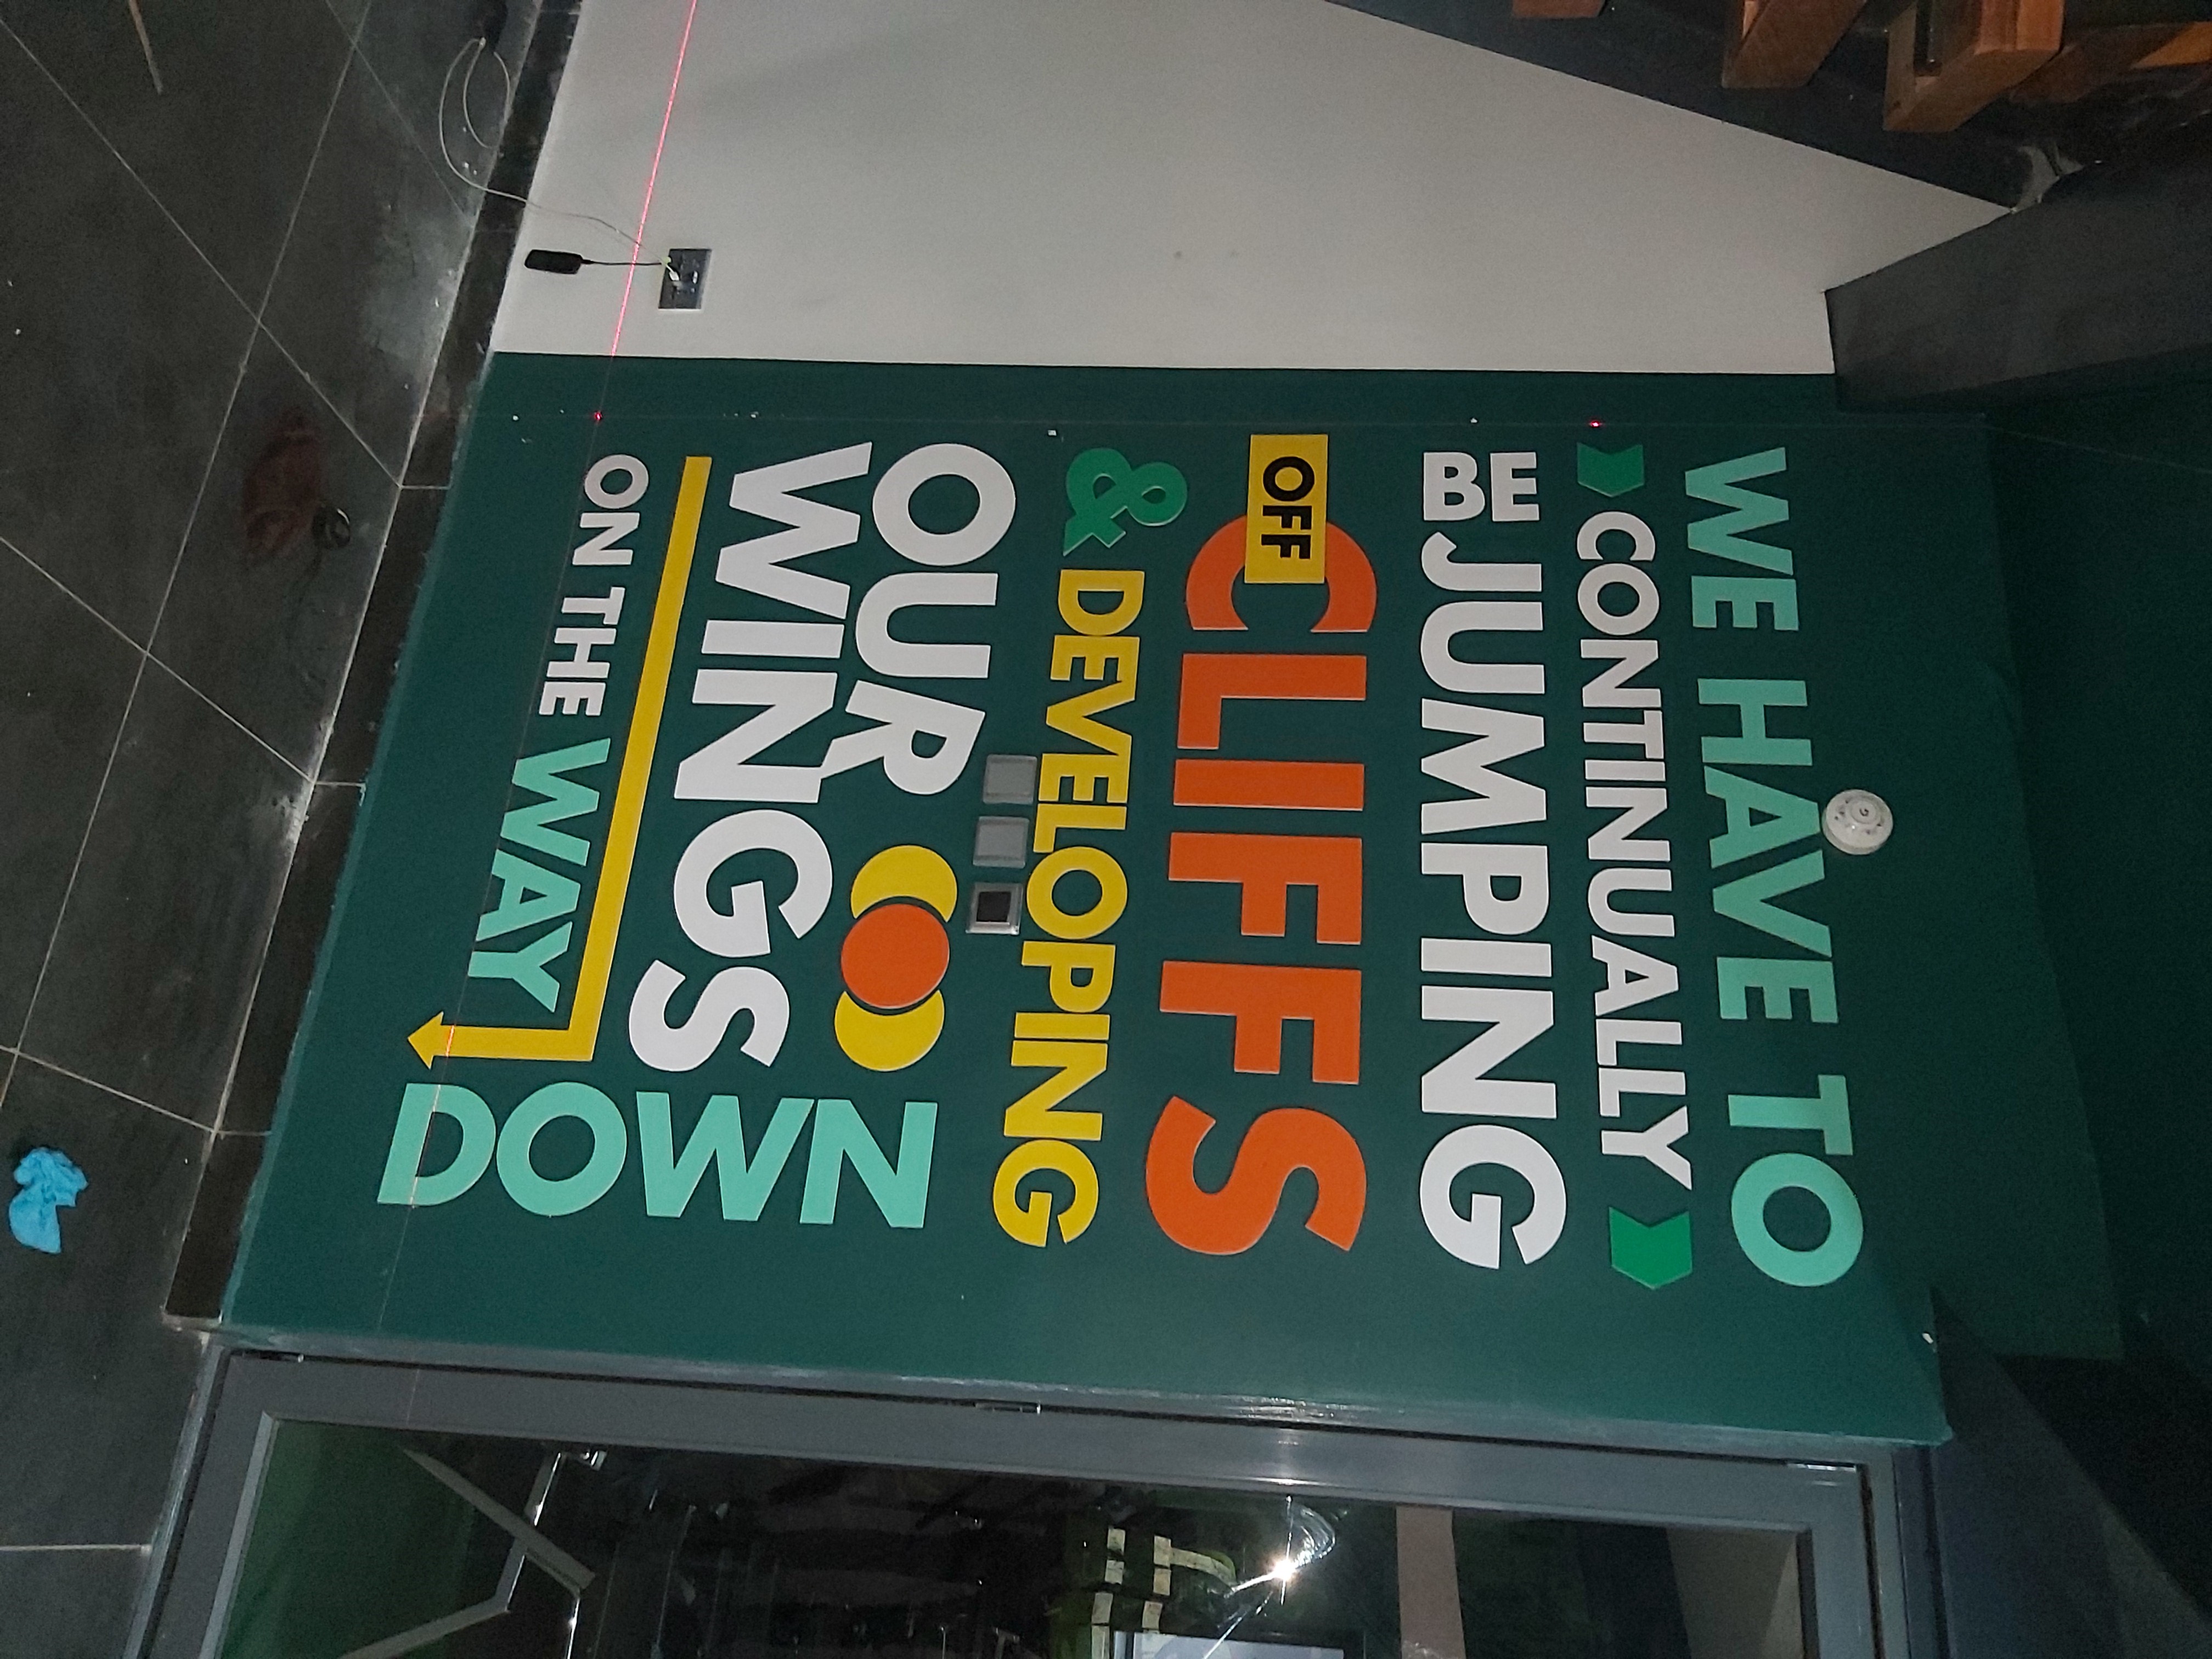 WE HAVE TO
CONTINUALLY
BE JUMPING
OFF
CLIFFS
& DEVELOPING
OUR
WINGS
ON THE WAY
DOWN